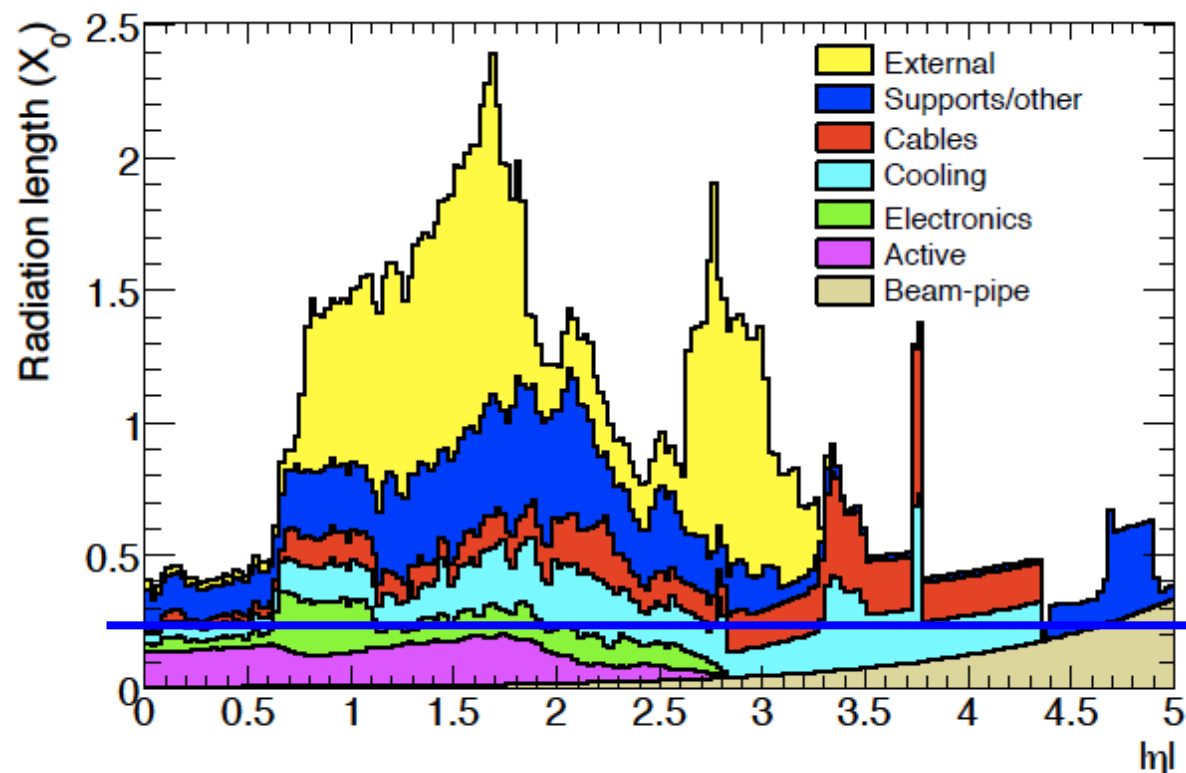 Radiation length (X0)
2.5
2
1.5
1
0.5
0
External
Supports/other
Cables
Cooling
Electronics
Active
Beam-pipe
0 0.5 1 1.5 2 2.5 3 3.5 4 4.5 5
|η|